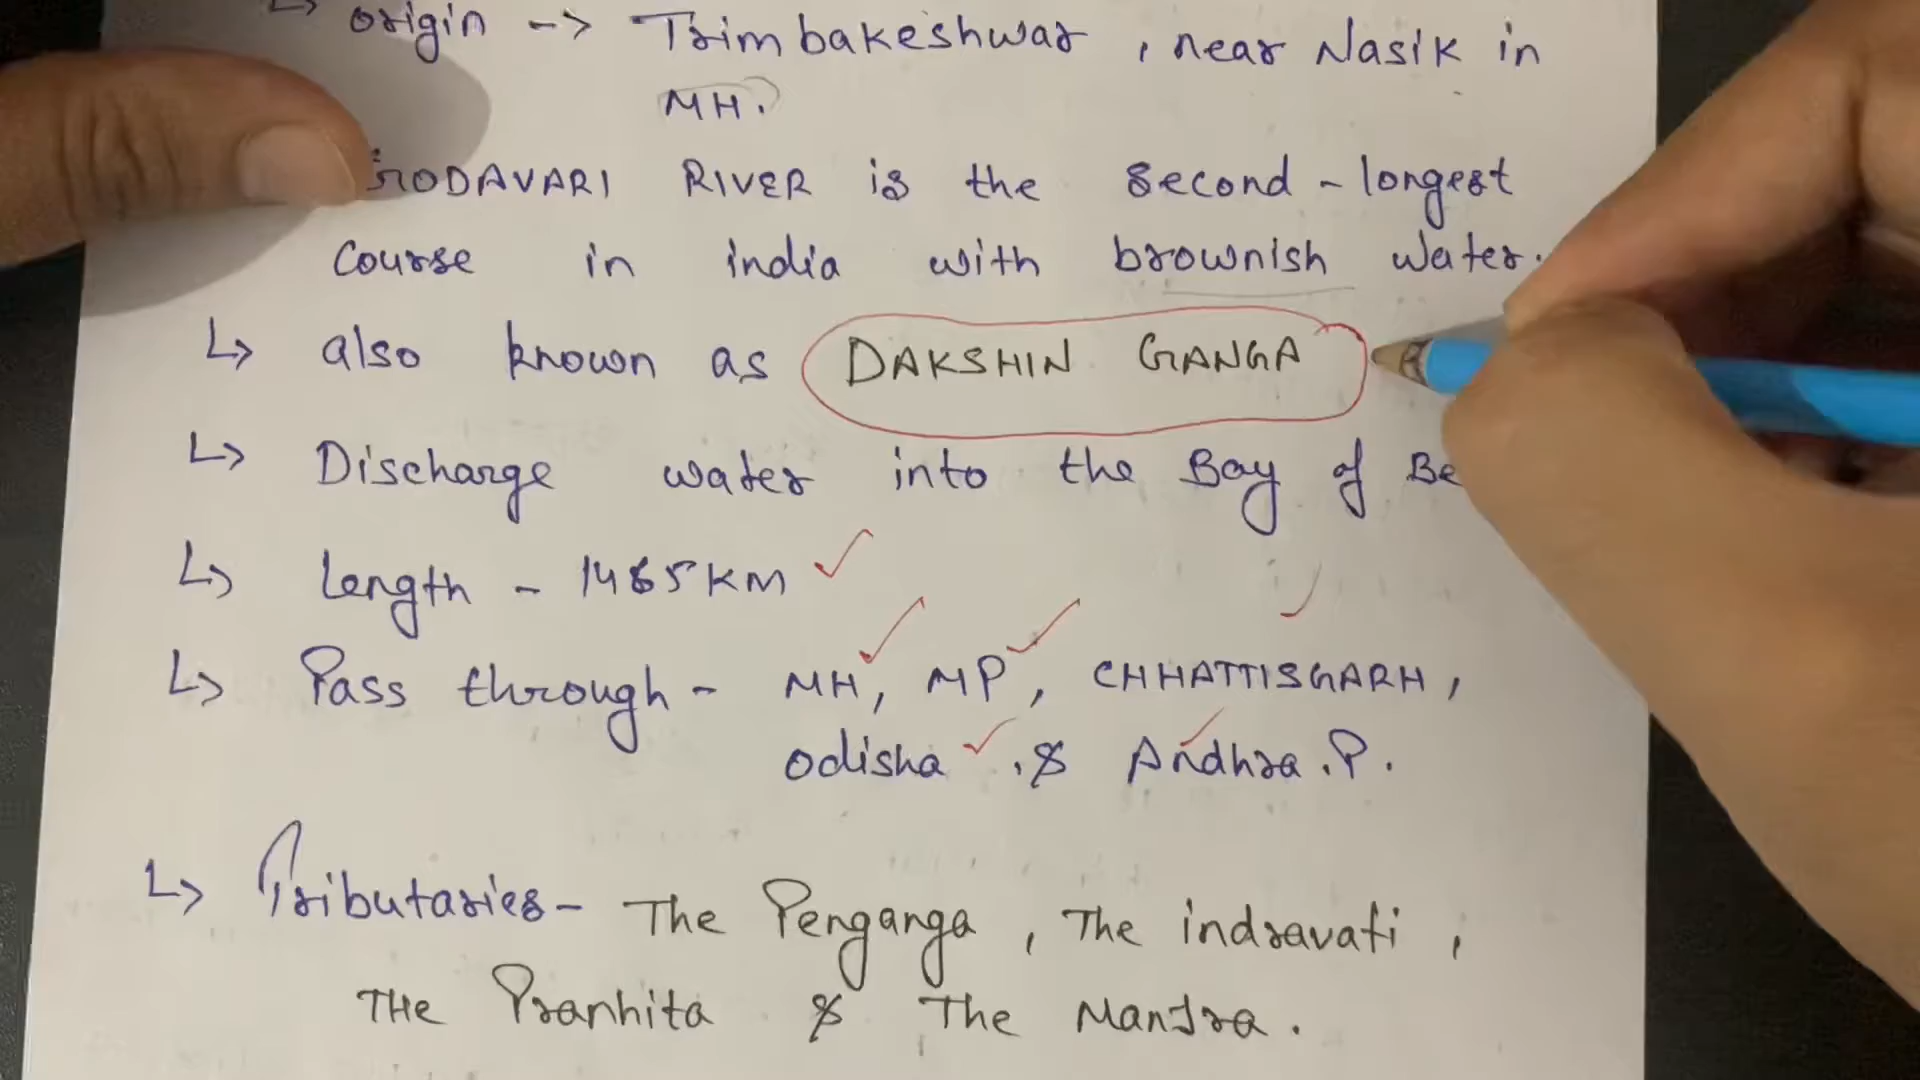 ↳ origin -> Trimbakeshwar, near Nasik in
MH.
GODAVARI RIVER is the second - longest
course in india with brownish water.
↳ also known as DAKSHIN GANGA
↳ Discharge water into the Bay of Be
↳ Length - 1465 KM ✓
↳ Pass through - MH, MP, CHHATTISGARH,
odisha. & Andhra.P.
↳ Tributaries - The Penganga, The indravati,
THe Pranhita & The Manjra.